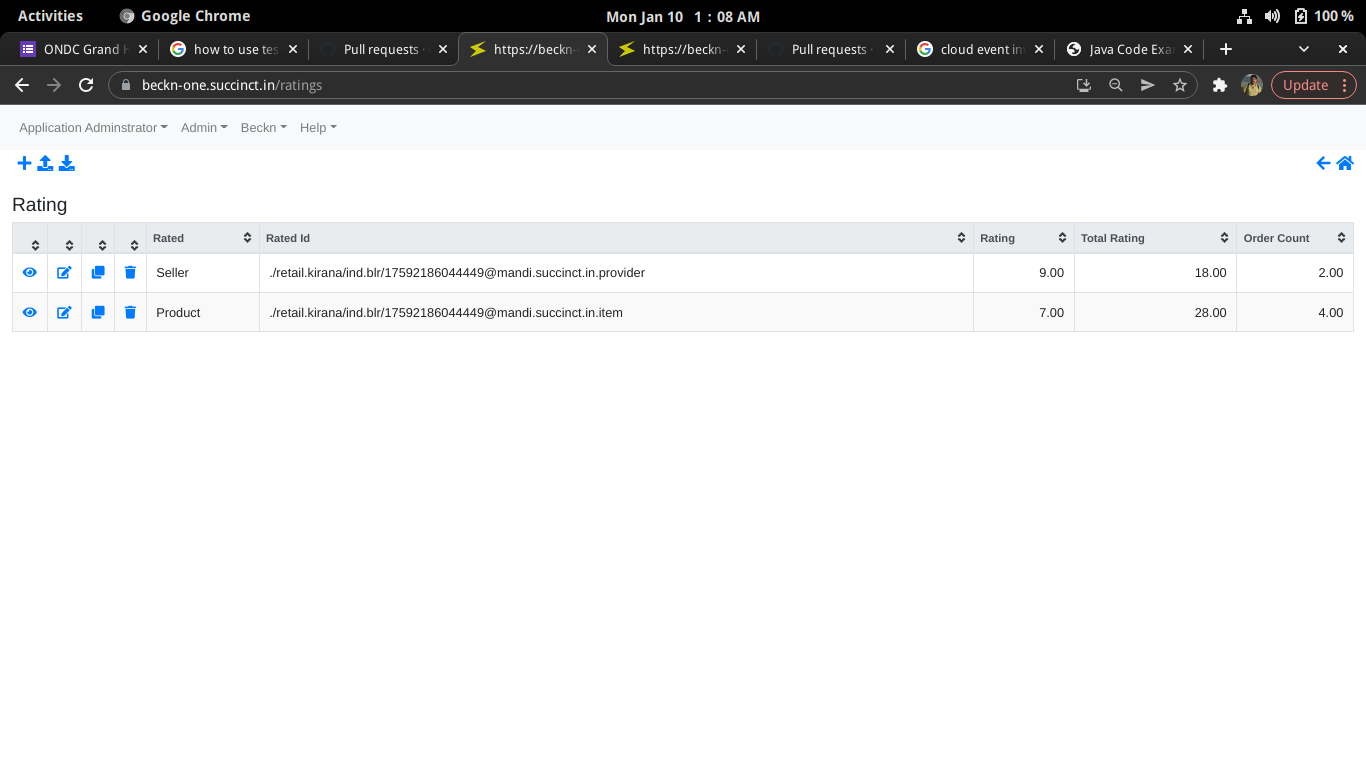 Activities Google Chrome Mon Jan 10 1 : 08 AM 100 %
ONDC Grand how to use tes Pull requests · https://beckn- https://beckn- Pull requests · cloud event in Java Code Exa
beckn-one.succinct.in/ratings Update
Application Adminstrator Admin Beckn Help
Rating
Rated Rated Id Rating Total Rating Order Count
Seller ./retail.kirana/ind.blr/17592186044449@mandi.succinct.in.provider 9.00 18.00 2.00
Product ./retail.kirana/ind.blr/17592186044449@mandi.succinct.in.item 7.00 28.00 4.00